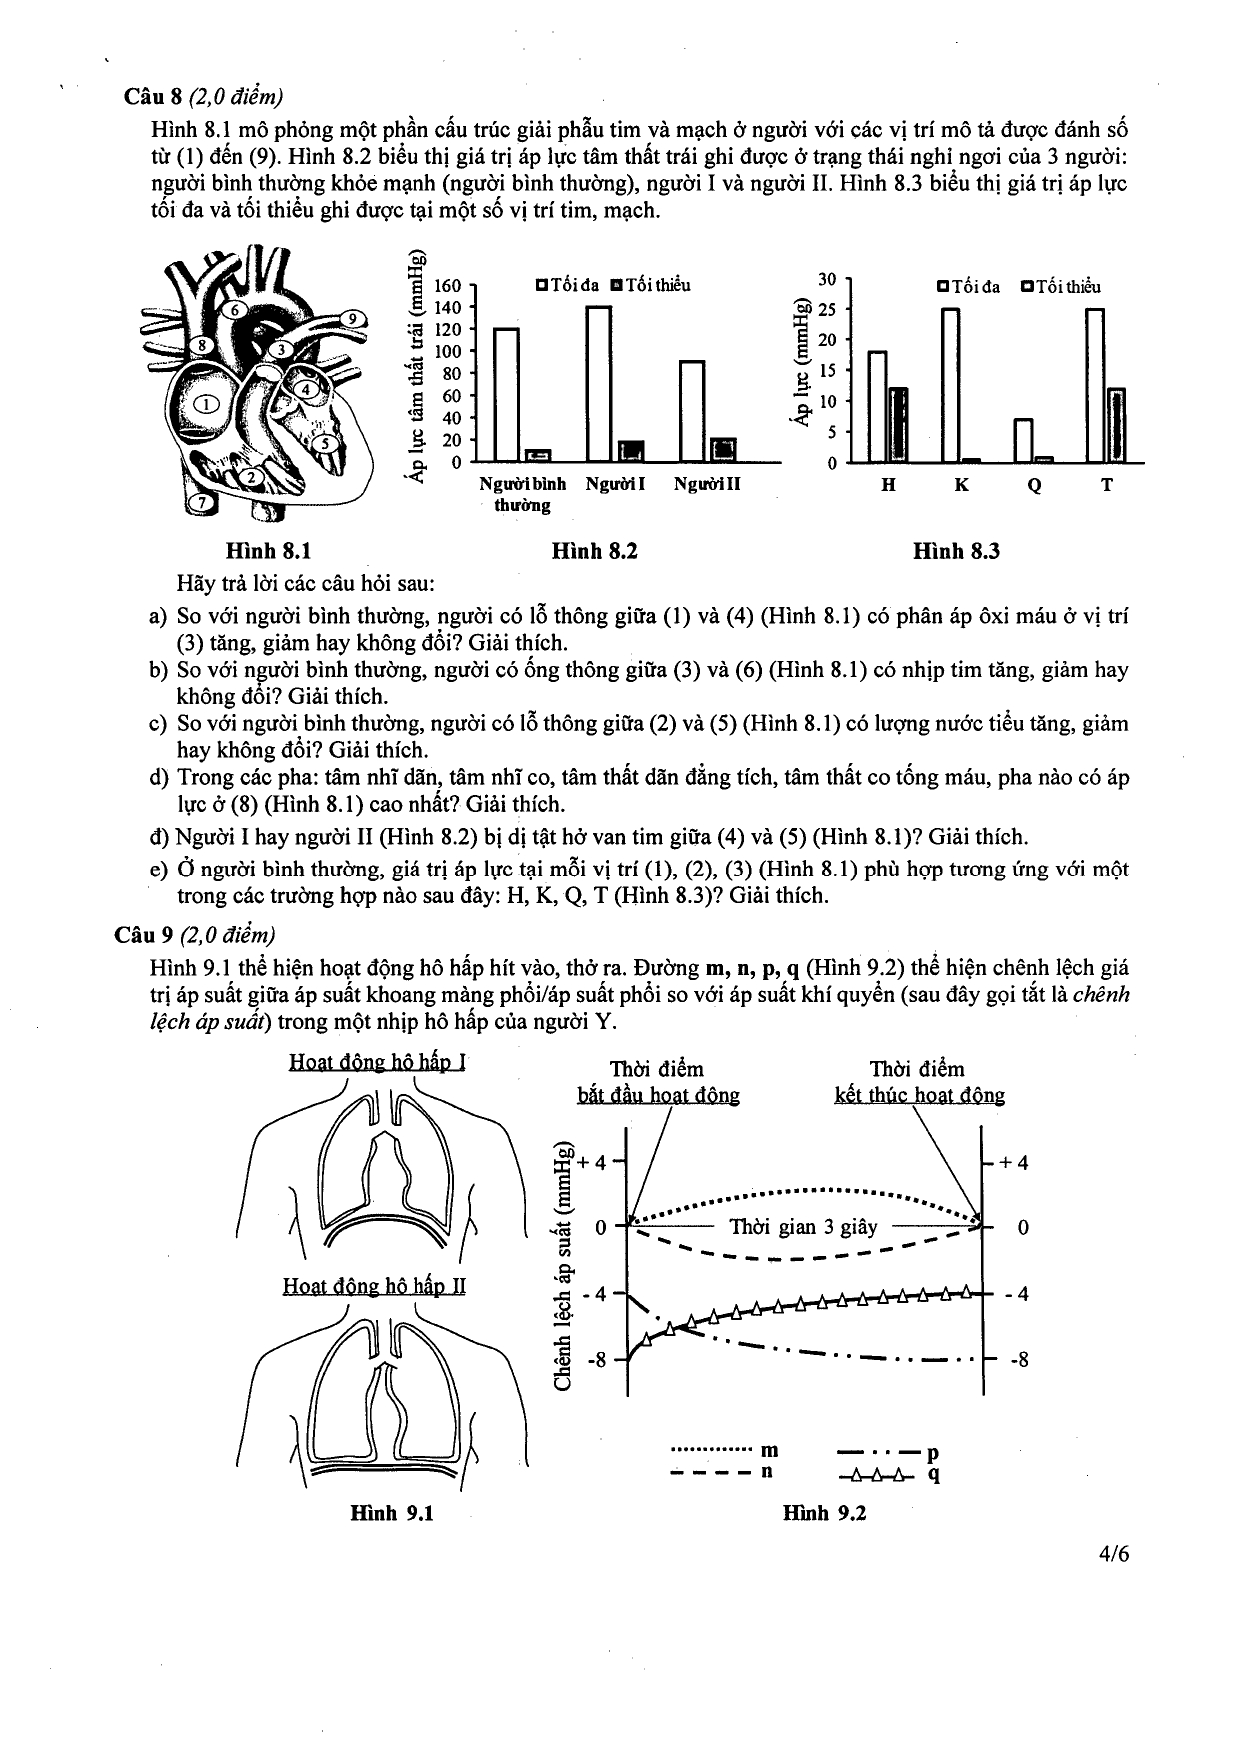 Câu 8 (2,0 điểm)
Hình 8.1 mô phỏng một phần cấu trúc giải phẫu tim và mạch ở người với các vị trí mô tả được đánh số
từ (1) đến (9). Hình 8.2 biểu thị giá trị áp lực tâm thất trái ghi được ở trạng thái nghỉ ngơi của 3 người:
người bình thường khỏe mạnh (người bình thường), người I và người II. Hình 8.3 biểu thị giá trị áp lực
tối đa và tối thiểu ghi được tại một số vị trí tim, mạch.
1
2
3
4
5
6
7
8
9
Hình 8.1
Áp lực tâm thất trái (mmHg)
160
140
120
100
80
60
40
20
0
Tối đa Tối thiểu
Người bình thường
Người I
Người II
Hình 8.2
Áp lực (mmHg)
30
25
20
15
10
5
0
Tối đa Tối thiểu
H K Q T
Hình 8.3
Hãy trả lời các câu hỏi sau:
a) So với người bình thường, người có lỗ thông giữa (1) và (4) (Hình 8.1) có phân áp ôxi máu ở vị trí
(3) tăng, giảm hay không đổi? Giải thích.
b) So với người bình thường, người có ống thông giữa (3) và (6) (Hình 8.1) có nhịp tim tăng, giảm hay
không đổi? Giải thích.
c) So với người bình thường, người có lỗ thông giữa (2) và (5) (Hình 8.1) có lượng nước tiểu tăng, giảm
hay không đổi? Giải thích.
d) Trong các pha: tâm nhĩ dãn, tâm nhĩ co, tâm thất dãn đẳng tích, tâm thất co tống máu, pha nào có áp
lực ở (8) (Hình 8.1) cao nhất? Giải thích.
đ) Người I hay người II (Hình 8.2) bị dị tật hở van tim giữa (4) và (5) (Hình 8.1)? Giải thích.
e) Ở người bình thường, giá trị áp lực tại mỗi vị trí (1), (2), (3) (Hình 8.1) phù hợp tương ứng với một
trong các trường hợp nào sau đây: H, K, Q, T (Hình 8.3)? Giải thích.
Câu 9 (2,0 điểm)
Hình 9.1 thể hiện hoạt động hô hấp hít vào, thở ra. Đường m, n, p, q (Hình 9.2) thể hiện chênh lệch giá
trị áp suất giữa áp suất khoang màng phổi/áp suất phổi so với áp suất khí quyển (sau đây gọi tắt là chênh
lệch áp suất) trong một nhịp hô hấp của người Y.
Hoạt động hô hấp I
Hoạt động hô hấp II
Hình 9.1
Thời điểm
bắt đầu hoạt động
Thời điểm
kết thúc hoạt động
Chênh lệch áp suất (mmHg)
+ 4
0
- 4
-8
Thời gian 3 giây
+ 4
0
- 4
-8
m
n
p
q
Hình 9.2
4/6